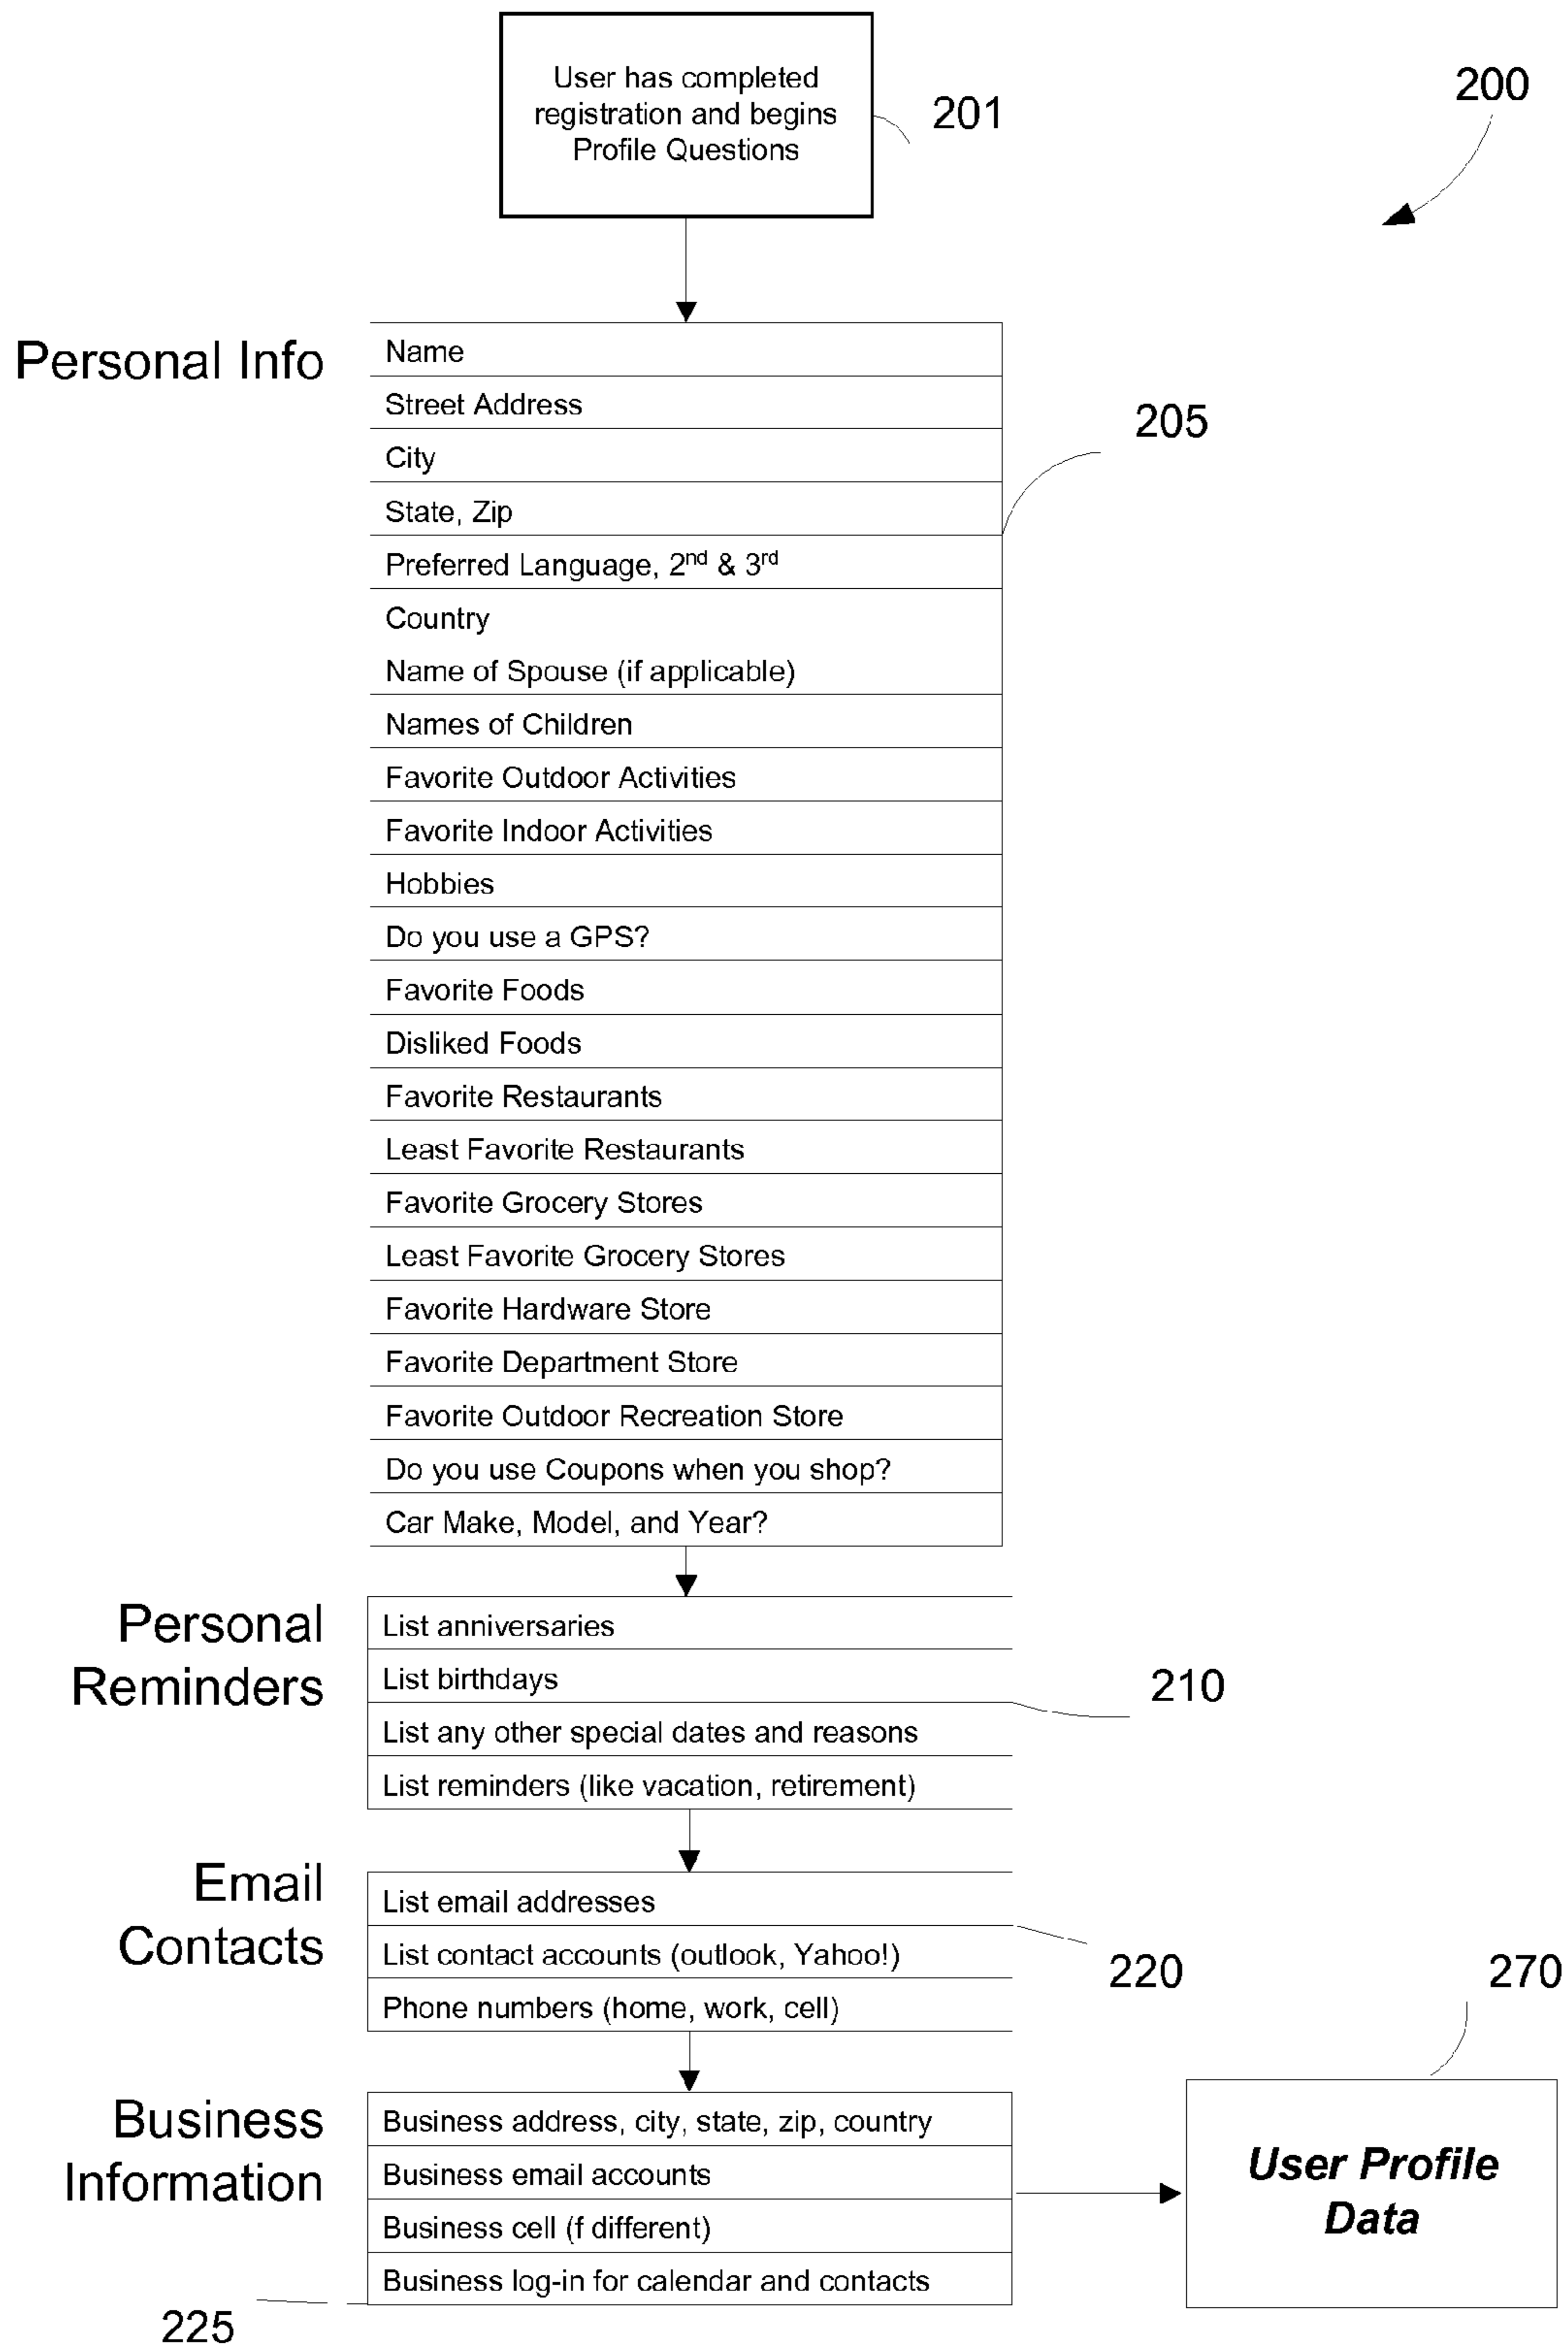 User has completed
registration and begins
Profile Questions
201
200
Personal Info
Name
Street Address
205
City
State, Zip
Preferred Language, 2nd & 3rd
Country
Name of Spouse (if applicable)
Names of Children
Favorite Outdoor Activities
Favorite Indoor Activities
Hobbies
Do you use a GPS?
Favorite Foods
Disliked Foods
Favorite Restaurants
Least Favorite Restaurants
Favorite Grocery Stores
Least Favorite Grocery Stores
Favorite Hardware Store
Favorite Department Store
Favorite Outdoor Recreation Store
Do you use Coupons when you shop?
Car Make, Model, and Year?
Personal
Reminders
List anniversaries
List birthdays
210
List any other special dates and reasons
List reminders (like vacation, retirement)
Email
Contacts
List email addresses
List contact accounts (outlook, Yahoo!)
220
270
Phone numbers (home, work, cell)
Business
Information
Business address, city, state, zip, country
Business email accounts
Business cell (f different)
Business log-in for calendar and contacts
User Profile
Data
225